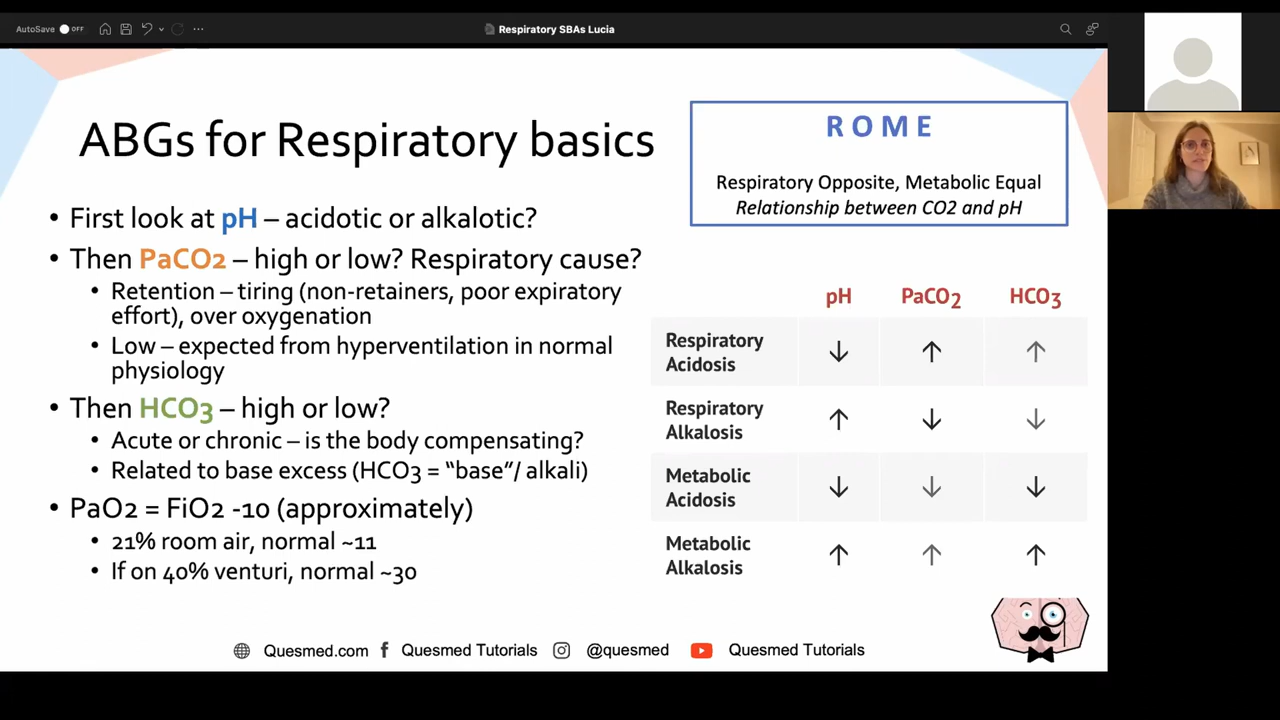 AutoSave OFF
Respiratory SBAs Lucia
ABGs for Respiratory basics
R O M E
Respiratory Opposite, Metabolic Equal
Relationship between CO2 and pH
• First look at pH – acidotic or alkalotic?
• Then PaCO2 – high or low? Respiratory cause?
• Retention – tiring (non-retainers, poor expiratory
effort), over oxygenation
• Low – expected from hyperventilation in normal
physiology
• Then HCO3 – high or low?
• Acute or chronic – is the body compensating?
• Related to base excess (HCO3 = “base”/ alkali)
• PaO2 = FiO2 -10 (approximately)
• 21% room air, normal ~11
• If on 40% venturi, normal ~30
pH PaCO2 HCO3
Respiratory
Acidosis
↓ ↑ ↑
Respiratory
Alkalosis
↑ ↓ ↓
Metabolic
Acidosis
↓ ↓ ↓
Metabolic
Alkalosis
↑ ↑ ↑
Quesmed.com Quesmed Tutorials @quesmed Quesmed Tutorials